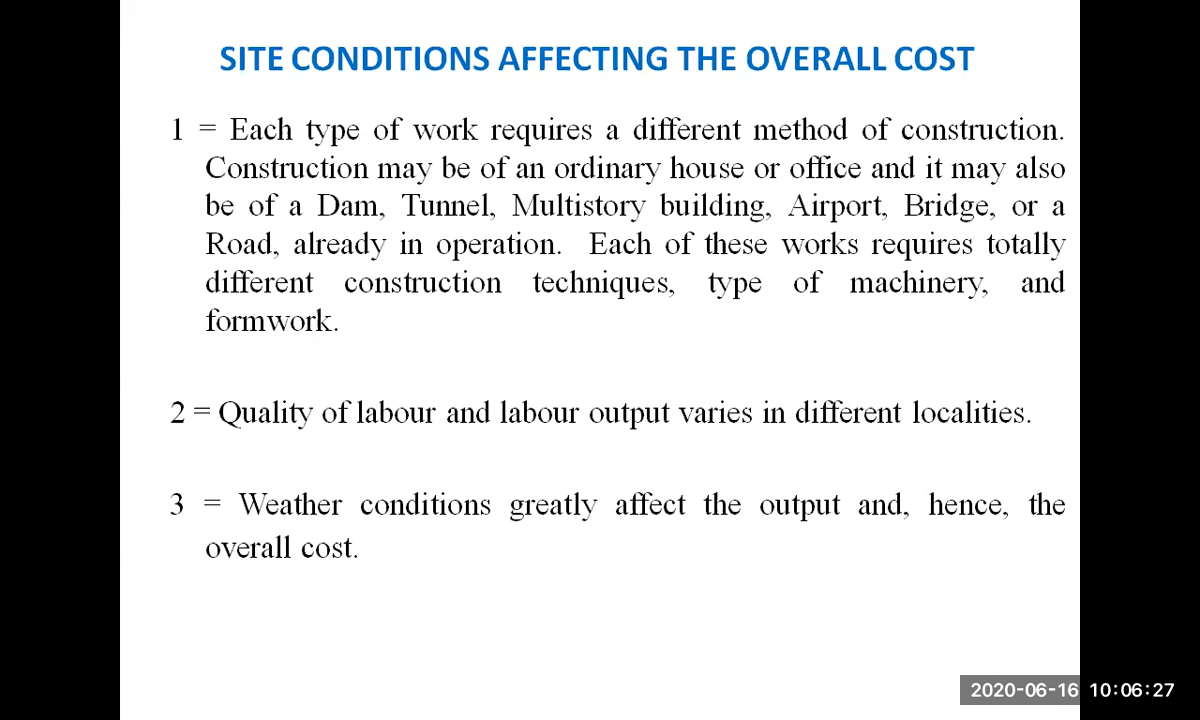 SITE CONDITIONS AFFECTING THE OVERALL COST
1 = Each type of work requires a different method of construction.
Construction may be of an ordinary house or office and it may also
be of a Dam, Tunnel, Multistory building, Airport, Bridge, or a
Road, already in operation. Each of these works requires totally
different construction techniques, type of machinery, and
formwork.
2 = Quality of labour and labour output varies in different localities.
3 = Weather conditions greatly affect the output and, hence, the
overall cost.
2020-06-16 10:06:27